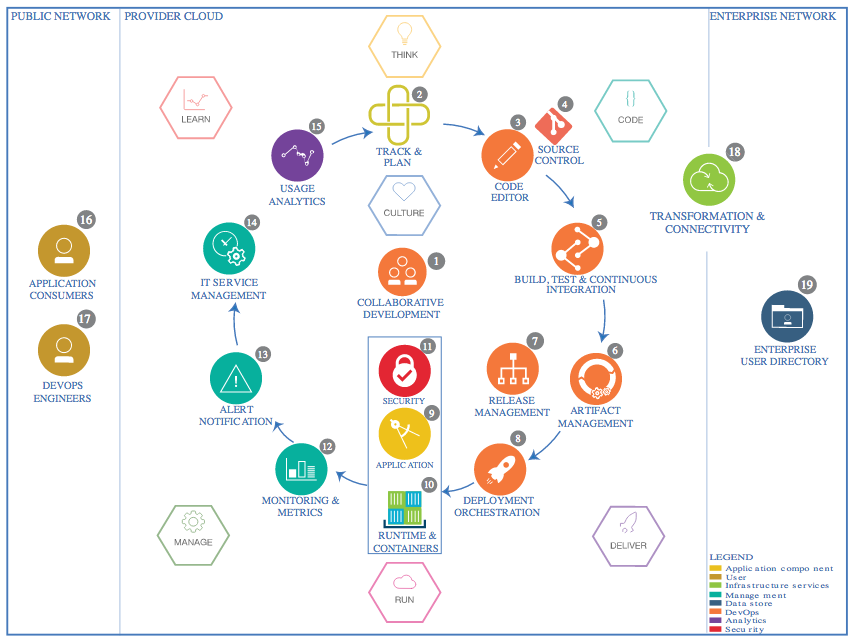 PUBLIC NETWORK
PROVIDER CLOUD
ENTERPRISE NETWORK
THINK
LEARN
CODE
2
TRACK &
PLAN
3
CODE
EDITOR
4
SOURCE
CONTROL
15
USAGE
ANALYTICS
CULTURE
18
TRANSFORMATION &
CONNECTIVITY
16
APPLICATION
CONSUMERS
14
IT SERVICE
MANAGEMENT
1
COLLABORATIVE
DEVELOPMENT
5
BUILD, TEST & CONTINUOUS
INTEGRATION
19
ENTERPRISE
USER DIRECTORY
17
DEVOPS
ENGINEERS
13
ALERT
NOTIFICATION
11
SECURITY
7
RELEASE
MANAGEMENT
6
ARTIFACT
MANAGEMENT
9
APPLICATION
12
MONITORING &
METRICS
10
RUNTIME &
CONTAINERS
8
DEPLOYMENT
ORCHESTRATION
MANAGE
DELIVER
RUN
LEGEND
Application component
User
Infrastructure services
Management
Data store
DevOps
Analytics
Security